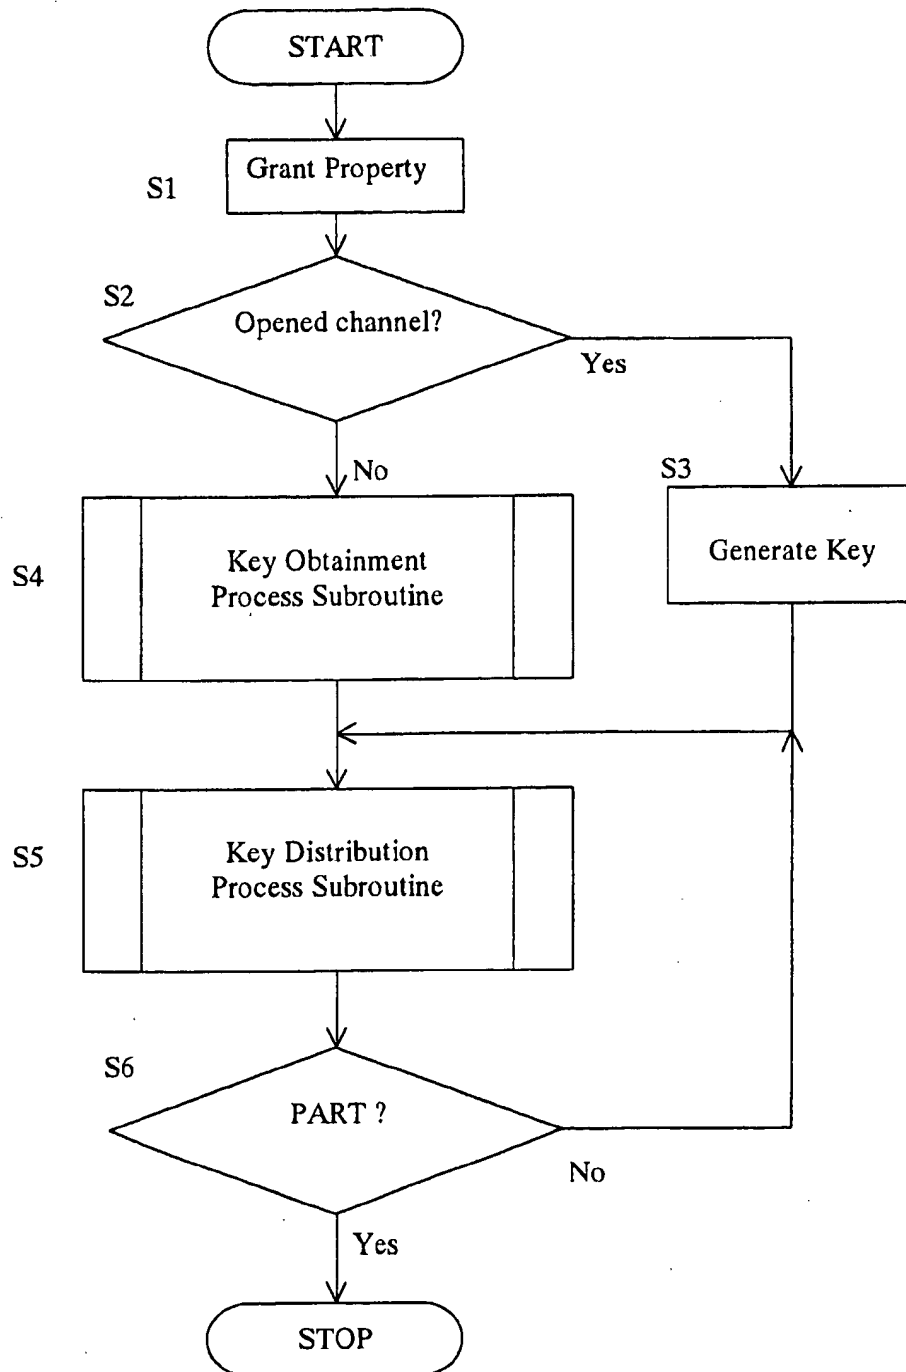 START
S1
Grant Property
S2
Opened channel?
Yes
No
S3
Generate Key
S4
Key Obtainment
Process Subroutine
S5
Key Distribution
Process Subroutine
S6
PART ?
No
Yes
STOP